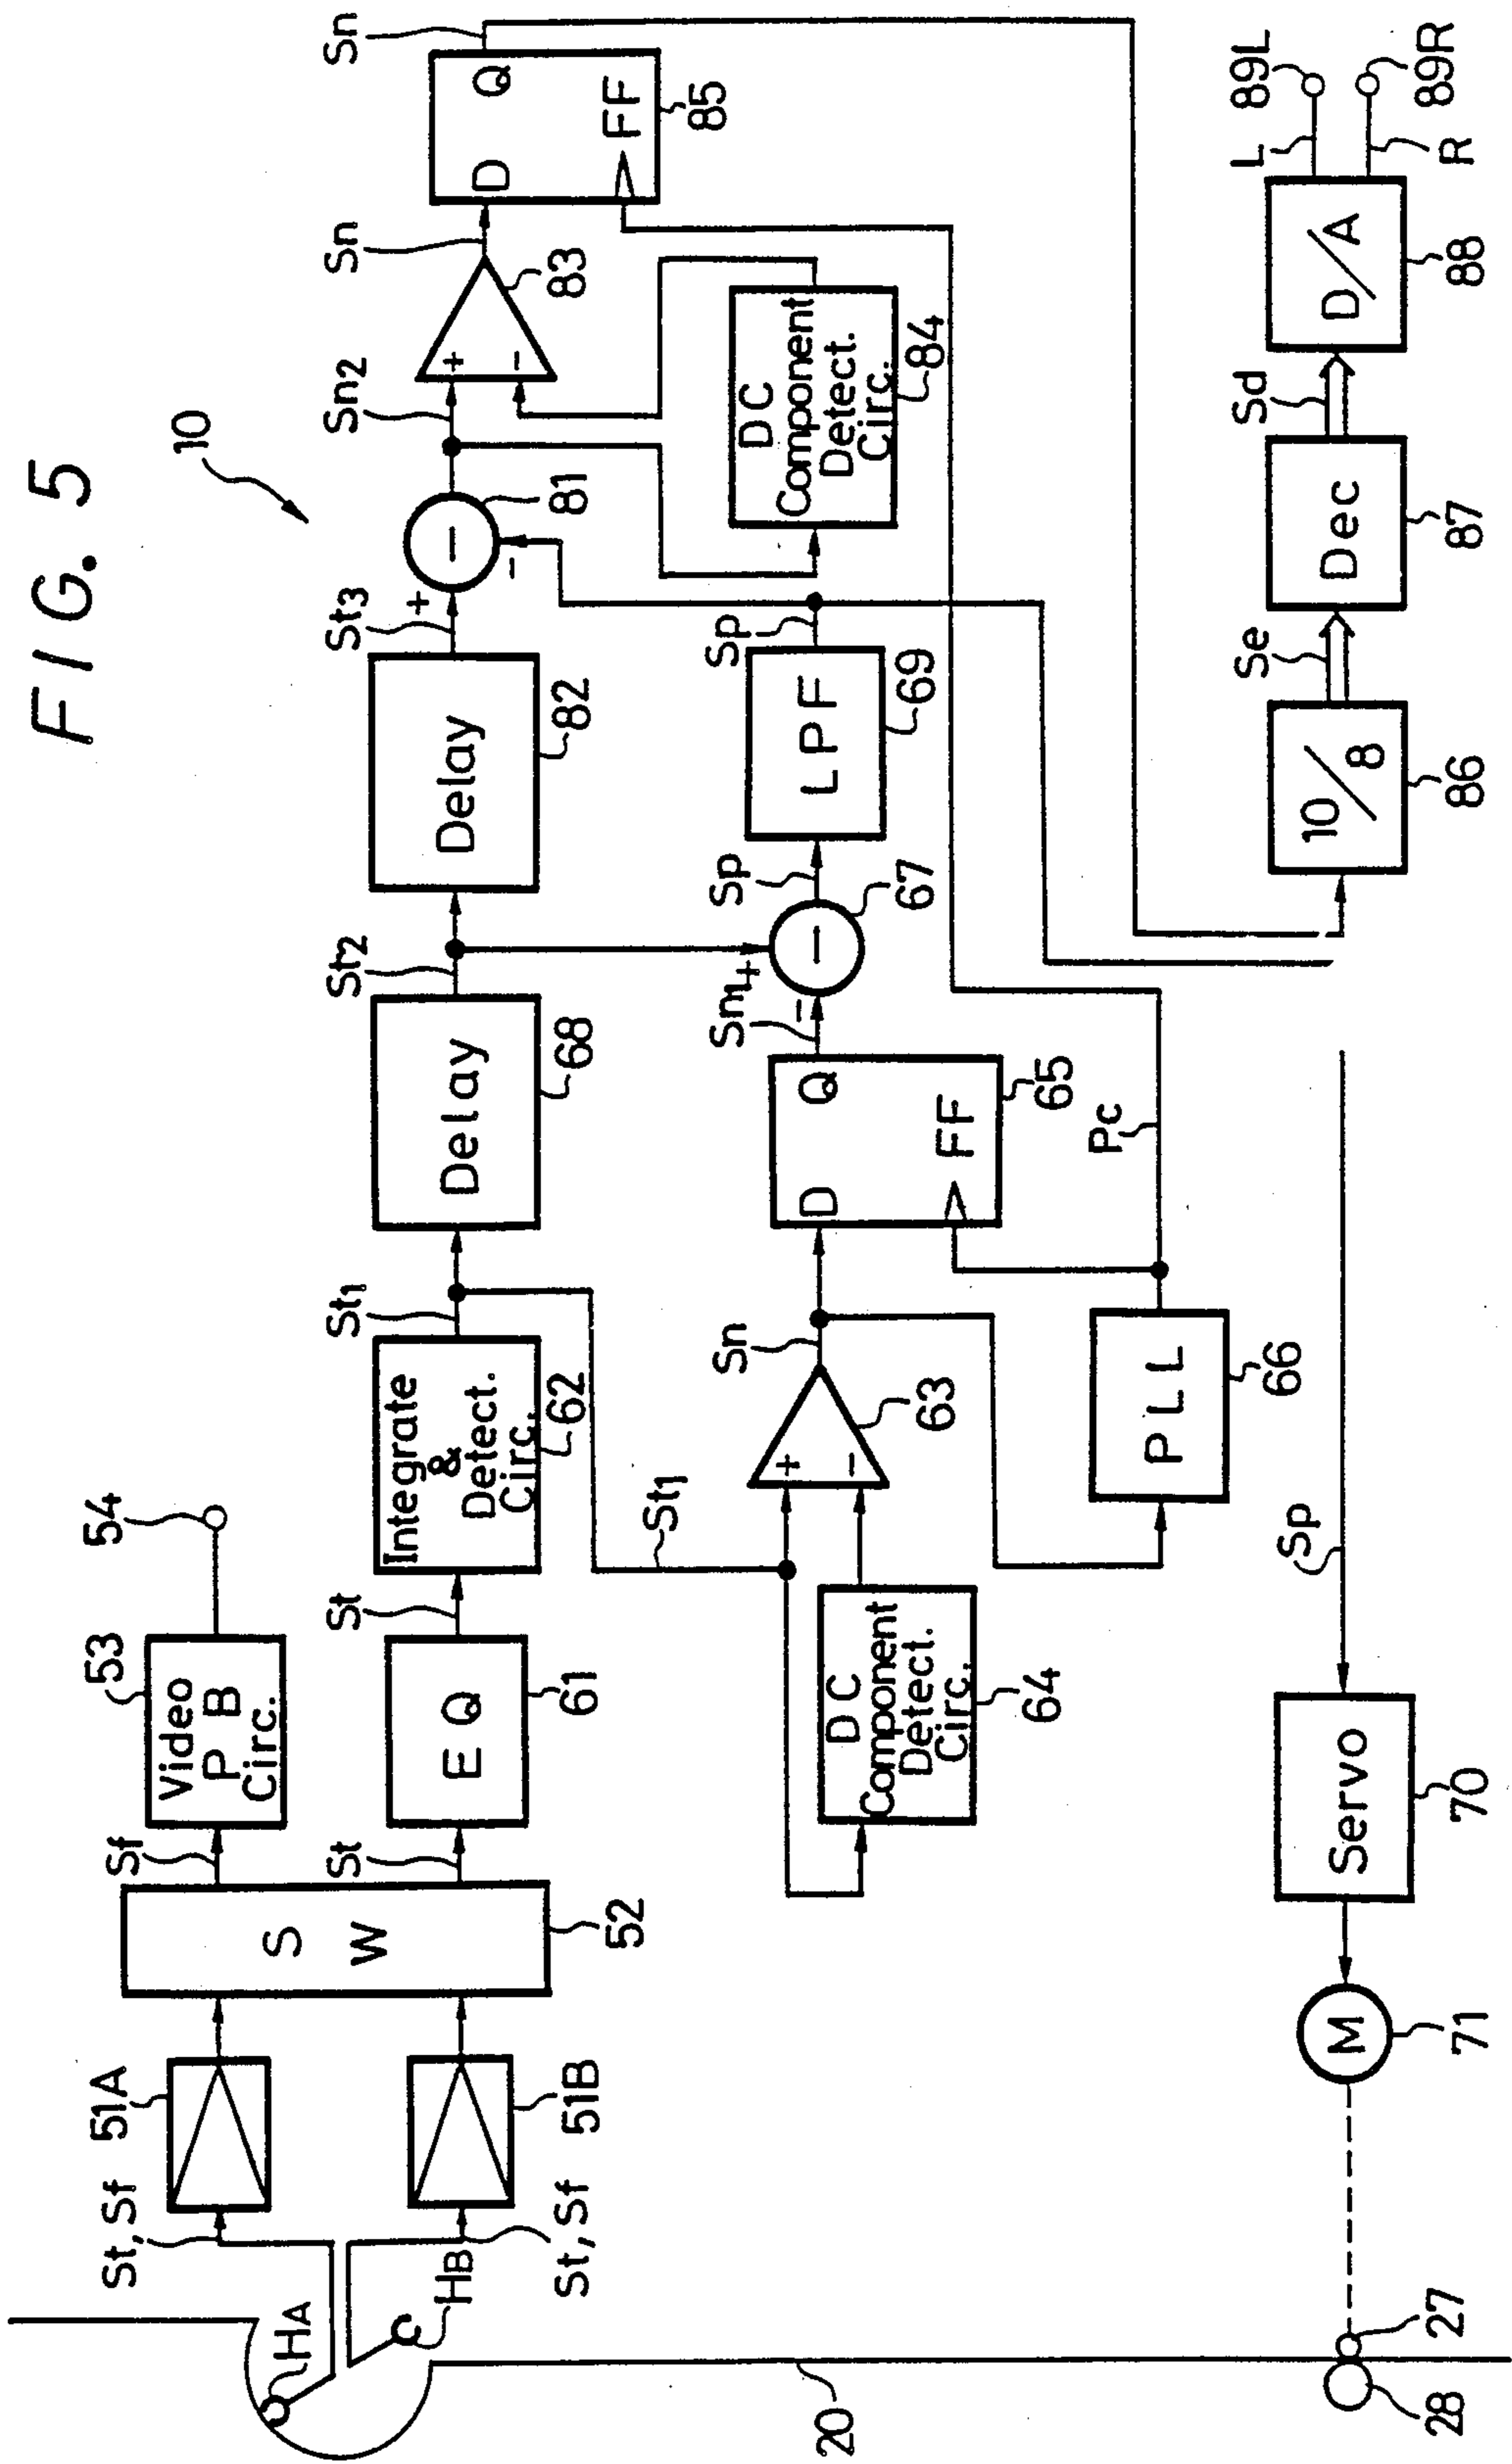 FIG. 5
10
St, Sf
51A
Sf
53
Video
P B
Circ.
54
HA
HB
St, Sf
51B
S W
52
St
E Q
61
St
Integrate
&
Detect.
Circ.
62
St1
Delay
68
St2
Delay
82
St3
+
−
−
81
Sn2
+
−
83
Sn
D
Q
FF
85
Sn
St1
DC
Component
Detect.
Circ.
64
+
−
63
Sn
D
Q
FF
65
Sm
+
−
−
67
Sp
LPF
69
Sp
DC
Component
Detect.
Circ.
84
PLL
66
Pc
20
28
27
M
71
Servo
70
Sp
10/8
86
Se
Dec
87
Sd
D/A
88
L
89L
R
89R